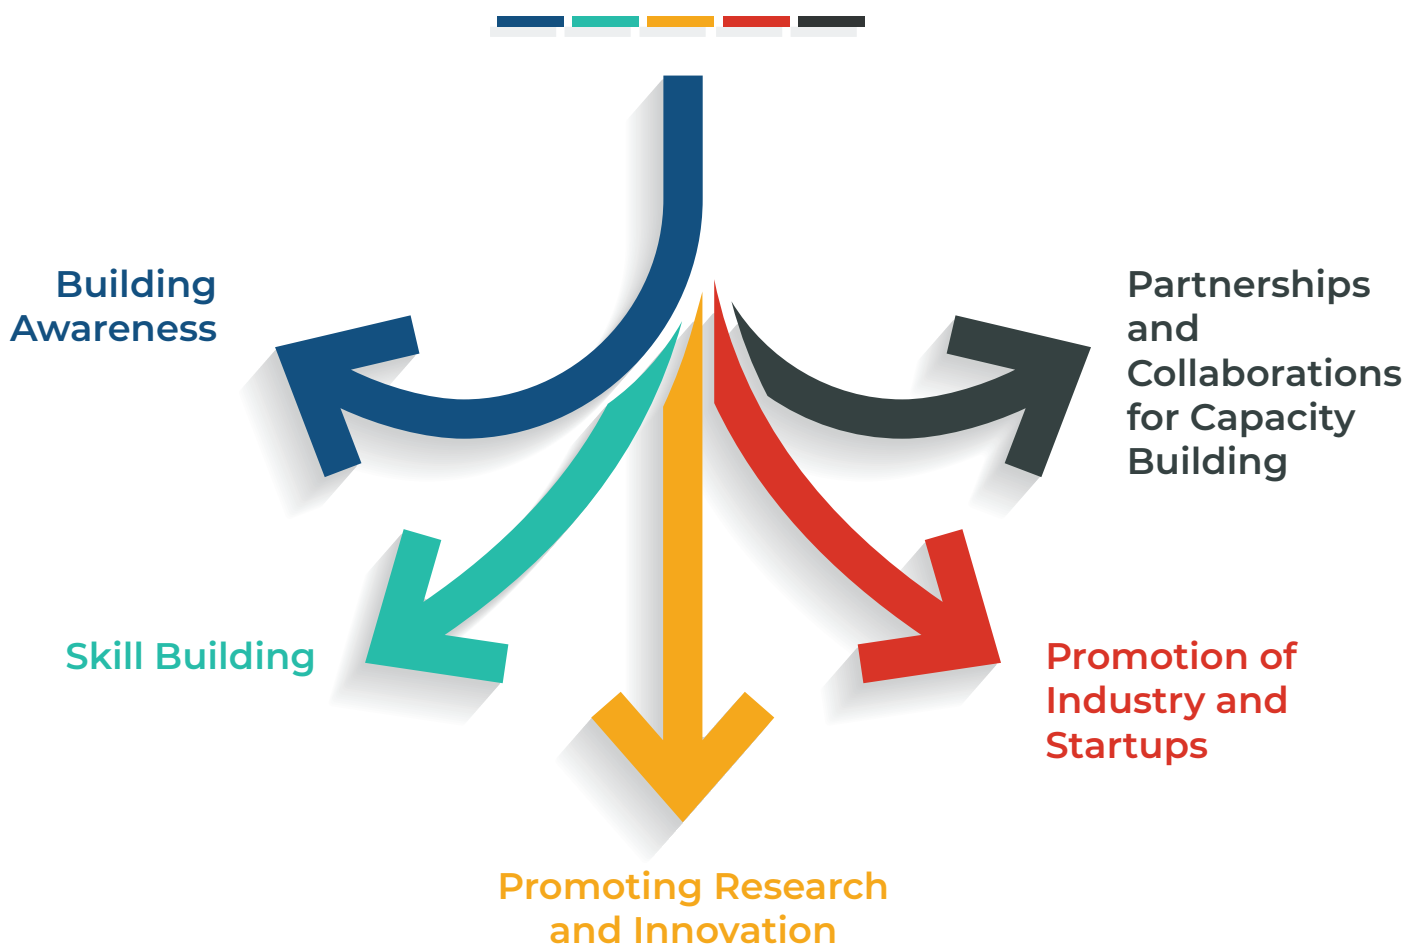 Building
Awareness
Partnerships
and
Collaborations
for Capacity
Building
Skill Building
Promotion of
Industry and
Startups
Promoting Research
and Innovation